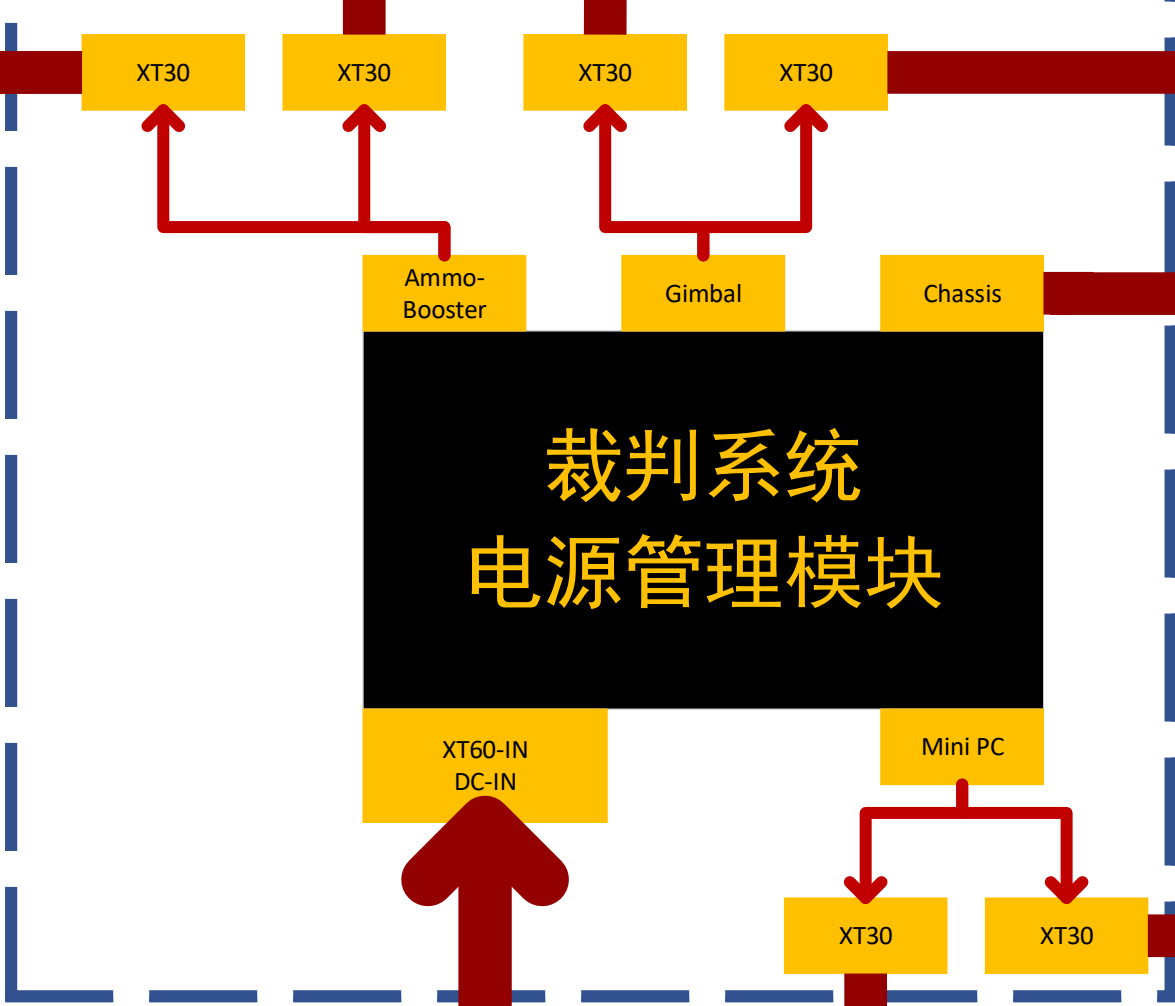 XT30
XT30
XT30
XT30
Ammo-
Booster
Gimbal
Chassis
裁判系统
电源管理模块
XT60-IN
DC-IN
Mini PC
XT30
XT30